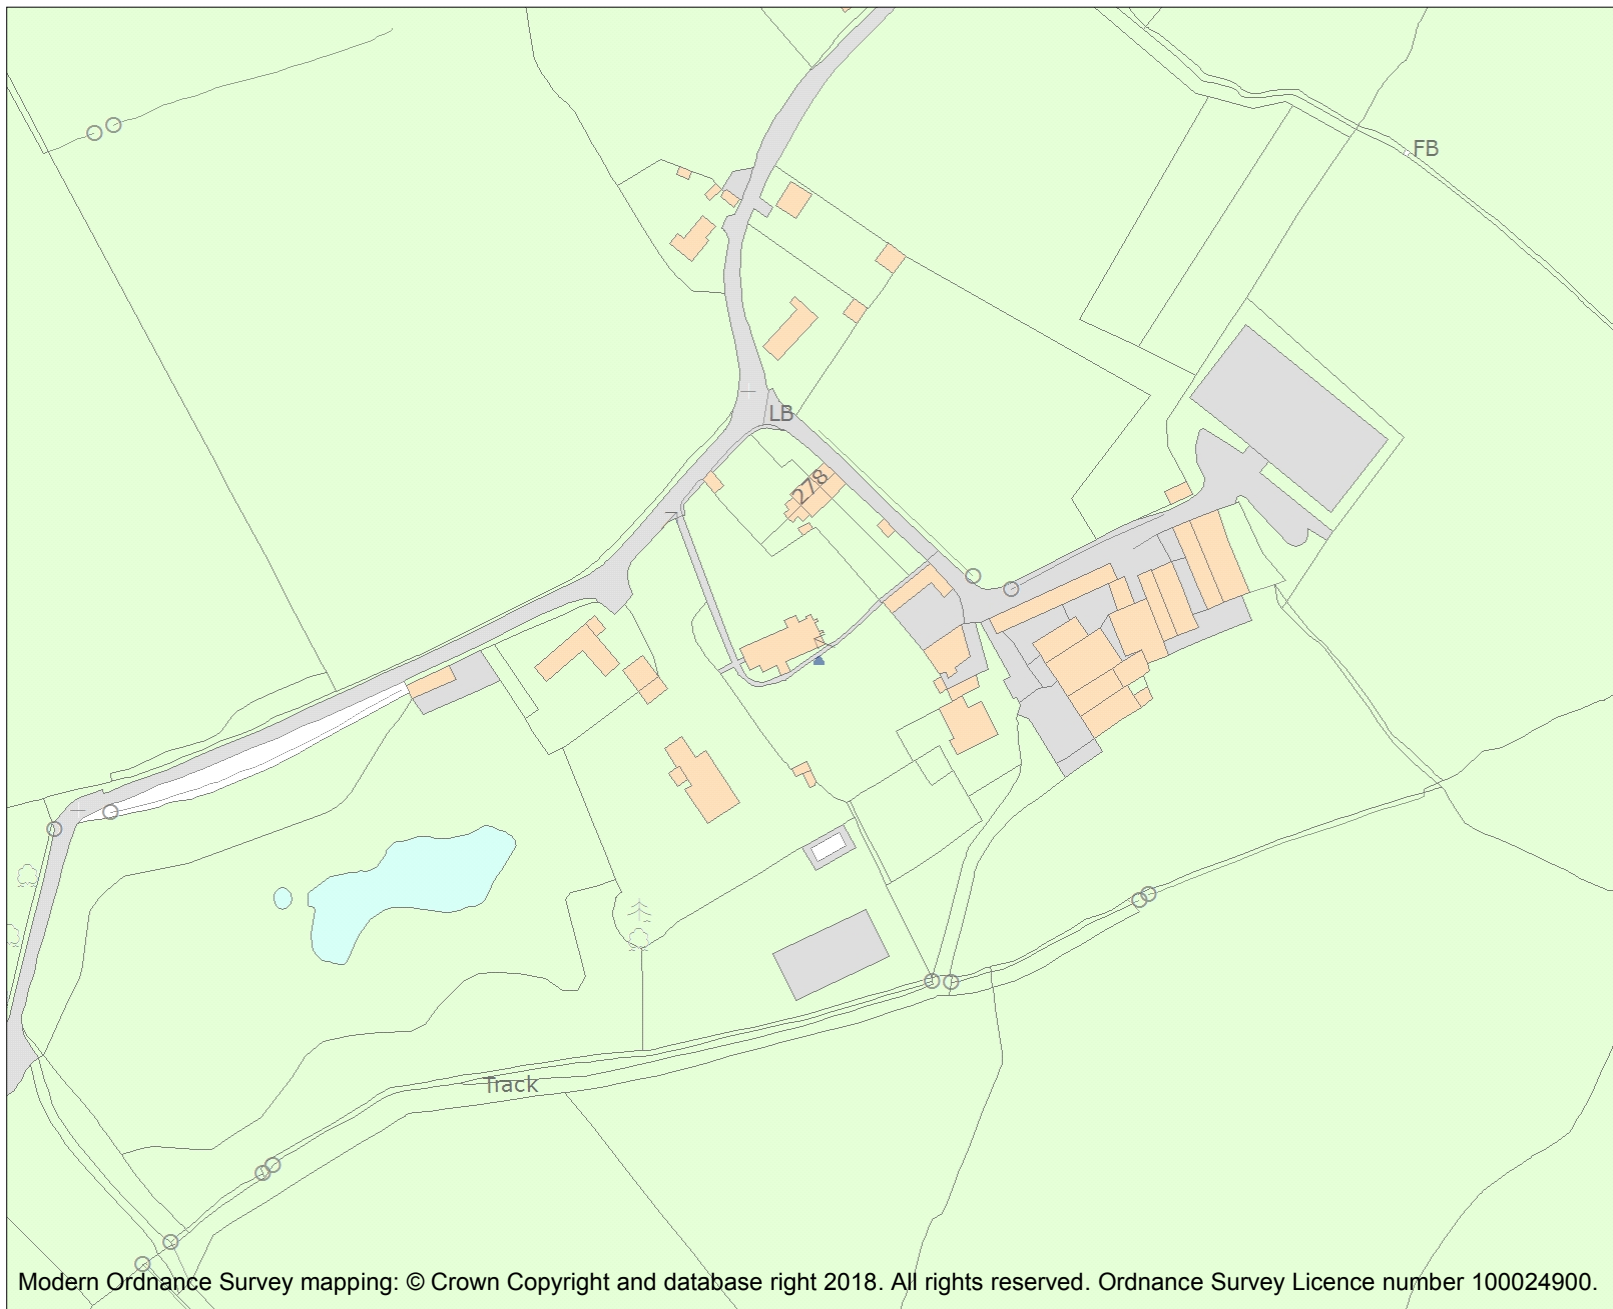 FB
LB
278
Track
Modern Ordnance Survey mapping: © Crown Copyright and database right 2018. All rights reserved. Ordnance Survey Licence number 100024900.